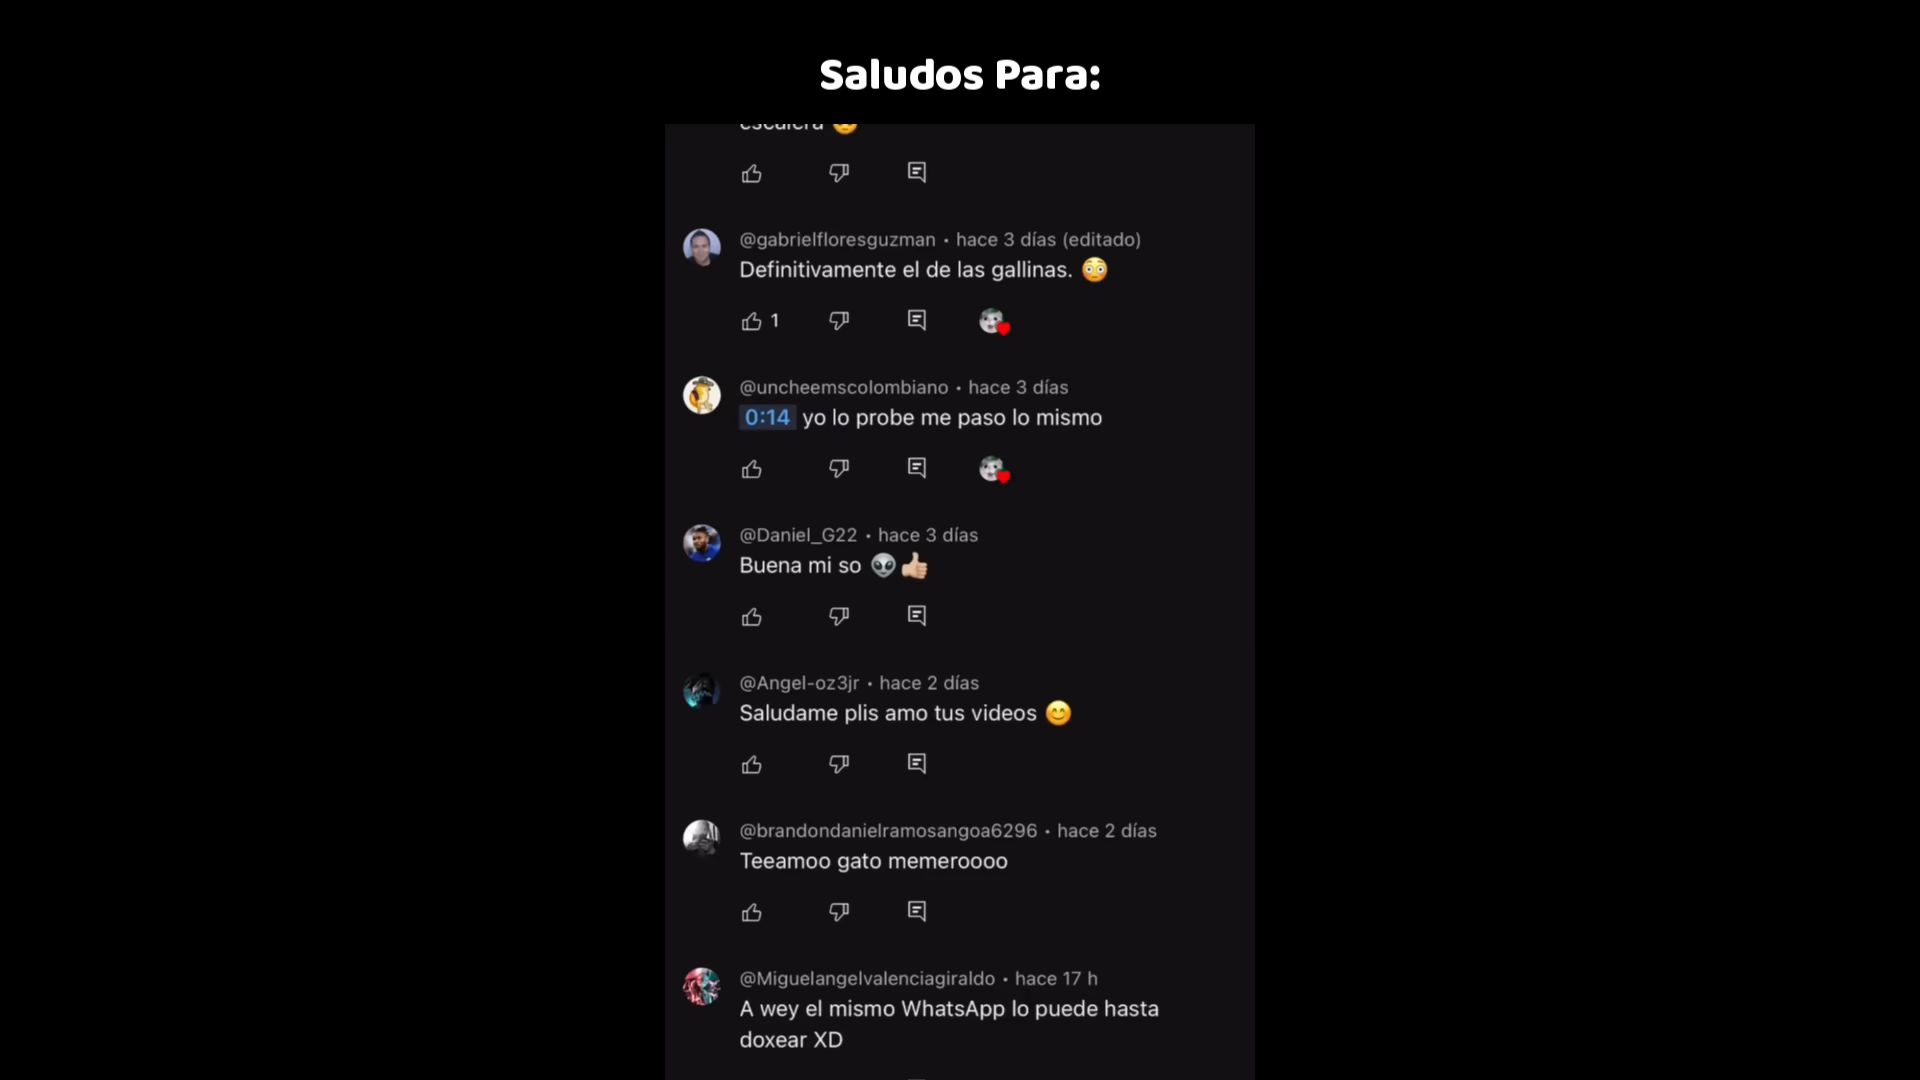 Saludos Para:
escalera 😳
@gabrielfloresguzman • hace 3 días (editado)
Definitivamente el de las gallinas. 😳
1
@uncheemscolombiano • hace 3 días
0:14 yo lo probe me paso lo mismo
@Daniel_G22 • hace 3 días
Buena mi so 👽👍🏼
@Angel-oz3jr • hace 2 días
Saludame plis amo tus videos 😊
@brandondanielramosangoa6296 • hace 2 días
Teeamoo gato memeroooo
@Miguelangelvalenciagiraldo • hace 17 h
A wey el mismo WhatsApp lo puede hasta
doxear XD